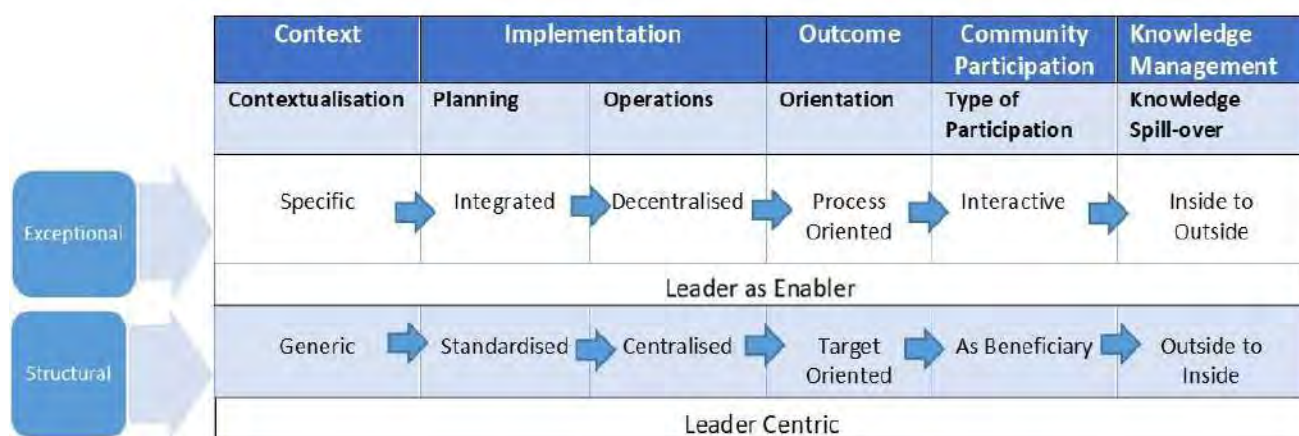 Context Implementation Outcome Community Participation Knowledge Management
Contextualisation Planning Operations Orientation Type of Participation Knowledge Spill-over
Exceptional
Specific Integrated Decentralised Process Oriented Interactive Inside to Outside
Leader as Enabler
Structural
Generic Standardised Centralised Target Oriented As Beneficiary Outside to Inside
Leader Centric